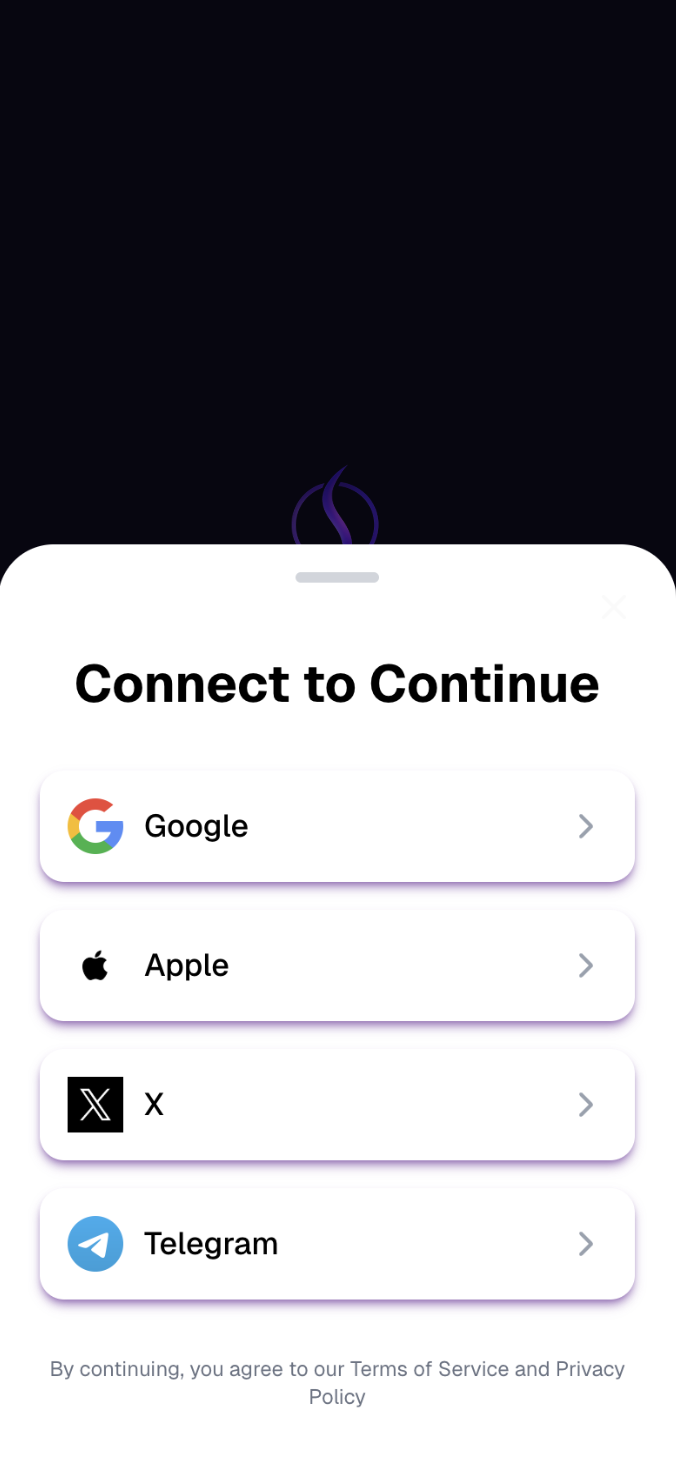 Connect to Continue
Google
Apple
X
Telegram
By continuing, you agree to our Terms of Service and Privacy
Policy